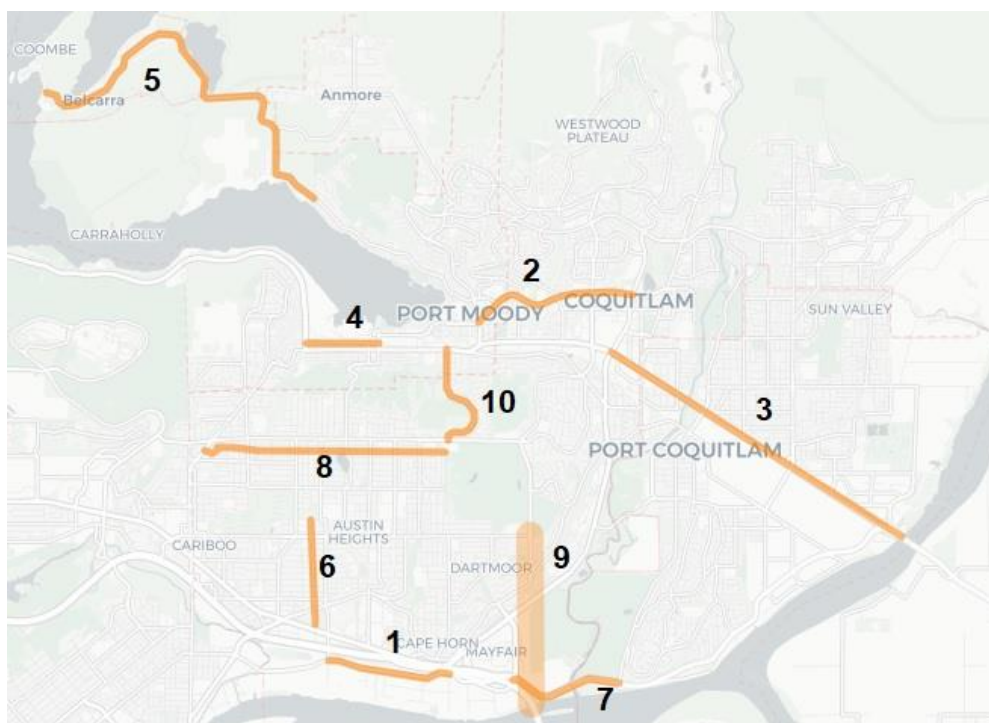 COOMBE
5
Belcarra
Anmore
WESTWOOD
PLATEAU
CARRAHOLLY
2
PORT MOODY
COQUITLAM
SUN VALLEY
4
10
3
PORT COQUITLAM
8
AUSTIN
HEIGHTS
CARIBOO
6
DARTMOOR
9
1
CAPE HORN
MAYFAIR
7